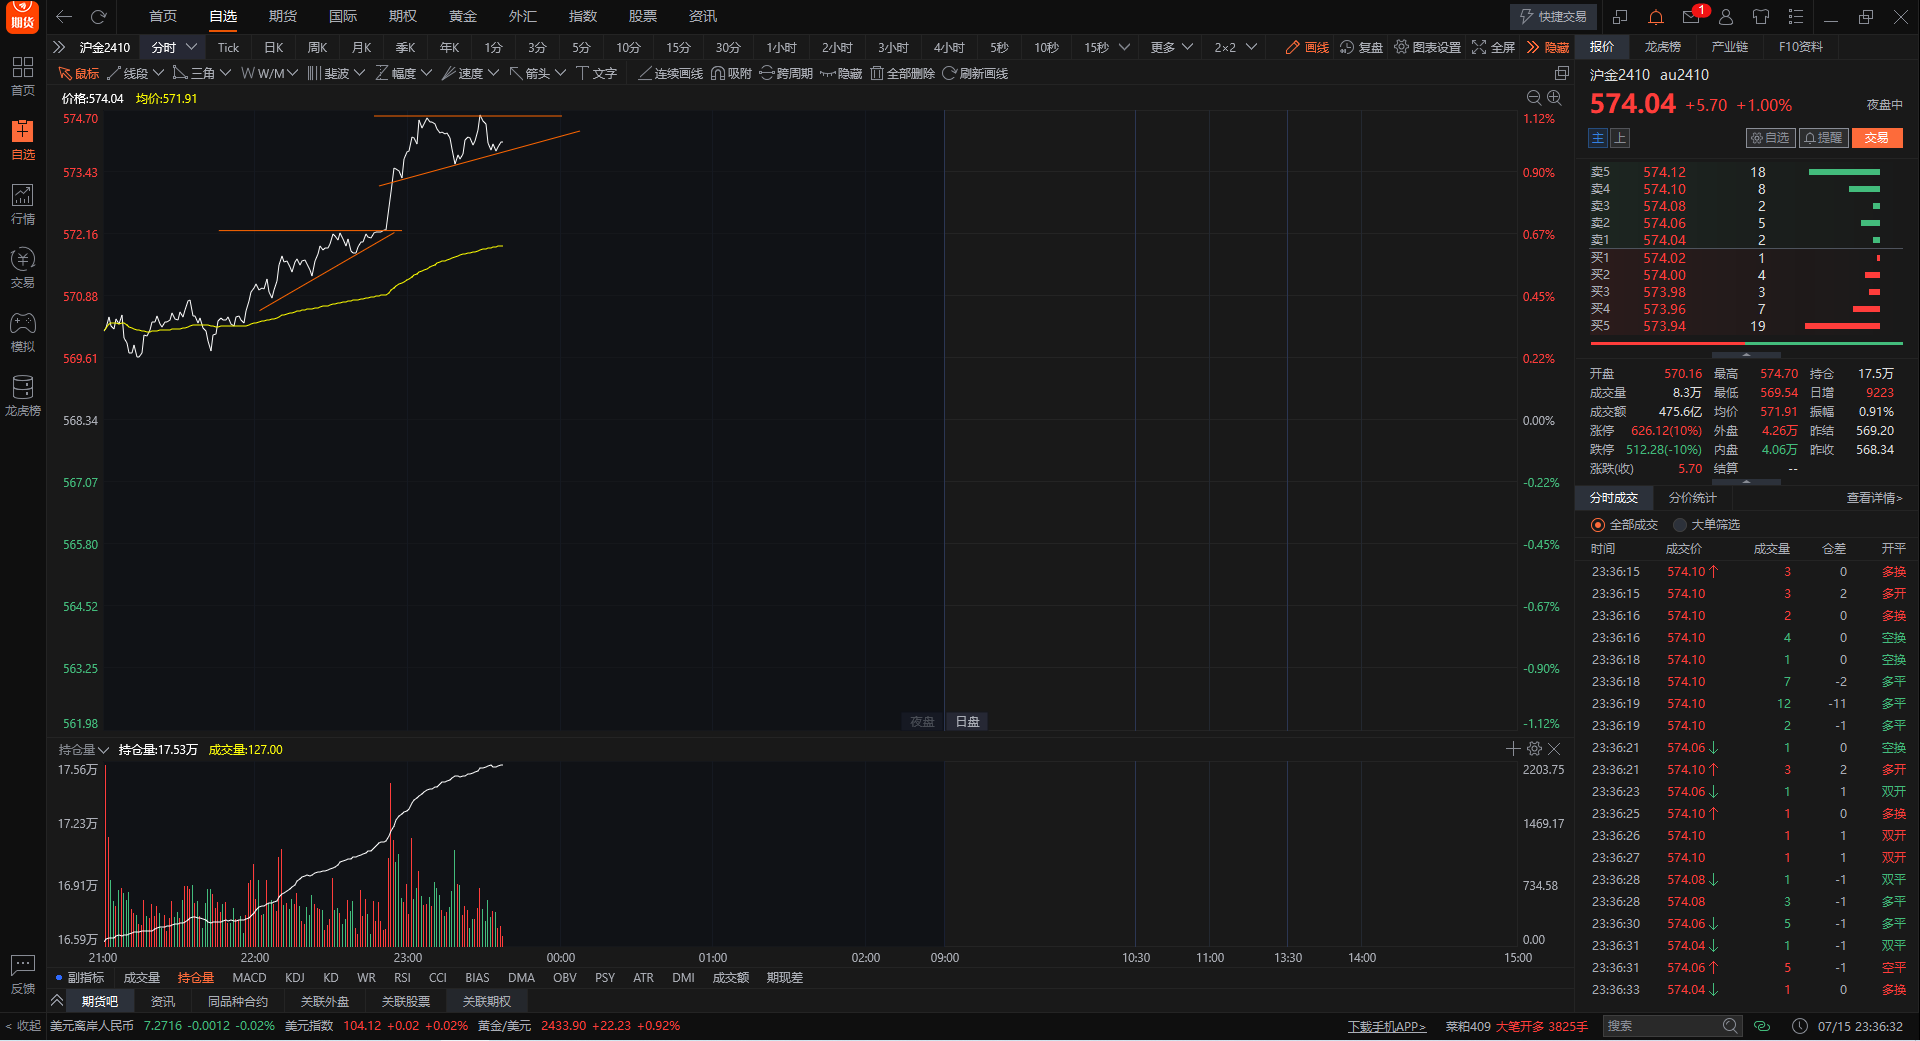 期货 首页 自选 期货 国际 期权 黄金 外汇 指数 股票 资讯 快捷交易 1
沪金2410 分时 Tick 日K 周K 月K 季K 年K 1分 3分 5分 10分 15分 30分 1小时 2小时 3小时 4小时 5秒 10秒 15秒 更多 2×2 画线 复盘 图表设置 全屏 隐藏 报价 龙虎榜 产业链 F10资料
鼠标 线段 三角 W/M 斐波 幅度 速度 箭头 文字 连续画线 吸附 跨周期 隐藏 全部删除 刷新画线
首页
自选
行情
交易
模拟
龙虎榜
反馈
价格:574.04 均价:571.91
574.70 1.12%
573.43 0.90%
572.16 0.67%
570.88 0.45%
569.61 0.22%
568.34 0.00%
567.07 -0.22%
565.80 -0.45%
564.52 -0.67%
563.25 -0.90%
561.98 夜盘 日盘 -1.12%
持仓量 持仓量:17.53万 成交量:127.00
17.56万 2203.75
17.23万 1469.17
16.91万 734.58
16.59万 0.00
21:00 22:00 23:00 00:00 01:00 02:00 09:00 10:30 11:00 13:30 14:00 15:00
副指标 成交量 持仓量 MACD KDJ KD WR RSI CCI BIAS DMA OBV PSY ATR DMI 成交额 期现差
期货吧 资讯 同品种合约 关联外盘 关联股票 关联期权
沪金2410 au2410
574.04 +5.70 +1.00% 夜盘中
主 上 自选 提醒 交易
卖5 574.12 18
卖4 574.10 8
卖3 574.08 2
卖2 574.06 5
卖1 574.04 2
买1 574.02 1
买2 574.00 4
买3 573.98 3
买4 573.96 7
买5 573.94 19
开盘 570.16 最高 574.70 持仓 17.5万
成交量 8.3万 最低 569.54 日增 9223
成交额 475.6亿 均价 571.91 振幅 0.91%
涨停 626.12(10%) 外盘 4.26万 昨结 569.20
跌停 512.28(-10%) 内盘 4.06万 昨收 568.34
涨跌(收) 5.70 结算 --
分时成交 分价统计 查看详情>
全部成交 大单筛选
时间 成交价 成交量 仓差 开平
23:36:15 574.10↑ 3 0 多换
23:36:15 574.10 3 2 多开
23:36:16 574.10 2 0 多换
23:36:16 574.10 4 0 空换
23:36:18 574.10 1 0 空换
23:36:18 574.10 7 -2 多平
23:36:19 574.10 12 -11 多平
23:36:19 574.10 2 -1 多平
23:36:21 574.06↓ 1 0 空换
23:36:21 574.10↑ 3 2 多开
23:36:23 574.06↓ 1 1 双开
23:36:25 574.10↑ 1 0 多换
23:36:26 574.10 1 1 双开
23:36:27 574.10 1 1 双开
23:36:28 574.08↓ 1 -1 双平
23:36:28 574.08 3 -1 多平
23:36:30 574.06↓ 5 -1 多平
23:36:31 574.04↓ 1 -1 双平
23:36:31 574.06↑ 5 -1 空平
23:36:33 574.04↓ 1 0 多换
< 收起 美元离岸人民币 7.2716 -0.0012 -0.02% 美元指数 104.12 +0.02 +0.02% 黄金/美元 2433.90 +22.23 +0.92% 下载手机APP> 菜粕409 大笔开多 3825手 搜索 07/15 23:36:32